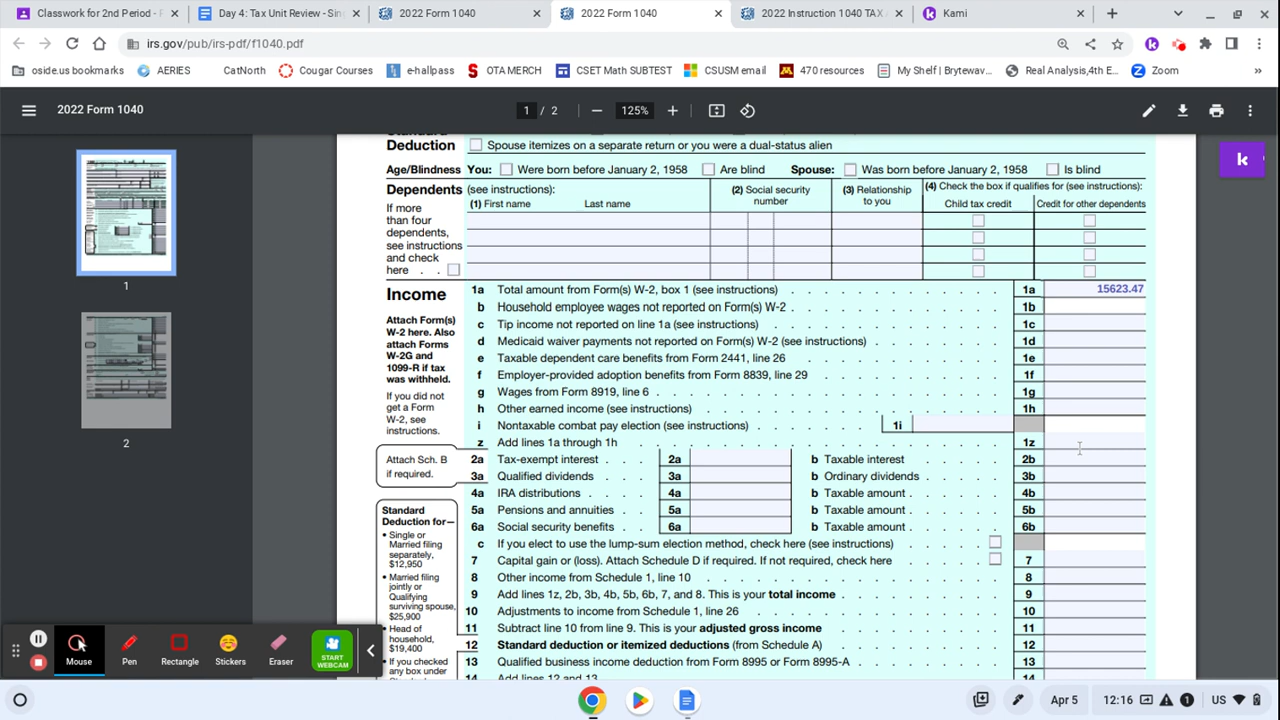 Classwork for 2nd Period - F
Day 4: Tax Unit Review - Sin
2022 Form 1040
2022 Form 1040
2022 Instruction 1040 TAX
Kami
irs.gov/pub/irs-pdf/f1040.pdf
oside.us bookmarks
AERIES
CatNorth
Cougar Courses
e-hallpass
OTA MERCH
CSET Math SUBTEST
CSUSM email
470 resources
My Shelf | Brytewav...
Real Analysis,4th E...
Zoom
»
2022 Form 1040
1 / 2
125%
Deduction
Spouse itemizes on a separate return or you were a dual-status alien
Age/Blindness You: Were born before January 2, 1958 Are blind Spouse: Was born before January 2, 1958 Is blind
Dependents (see instructions):
(1) First name Last name
(2) Social security number
(3) Relationship to you
(4) Check the box if qualifies for (see instructions):
Child tax credit
Credit for other dependents
If more
than four
dependents,
see instructions
and check
here . .
Income
Attach Form(s)
W-2 here. Also
attach Forms
W-2G and
1099-R if tax
was withheld.
If you did not
get a Form
W-2, see
instructions.
1a Total amount from Form(s) W-2, box 1 (see instructions) 1a 15623.47
b Household employee wages not reported on Form(s) W-2 1b
c Tip income not reported on line 1a (see instructions) 1c
d Medicaid waiver payments not reported on Form(s) W-2 (see instructions) 1d
e Taxable dependent care benefits from Form 2441, line 26 1e
f Employer-provided adoption benefits from Form 8839, line 29 1f
g Wages from Form 8919, line 6 1g
h Other earned income (see instructions) 1h
i Nontaxable combat pay election (see instructions) 1i
z Add lines 1a through 1h 1z
Attach Sch. B
if required.
2a Tax-exempt interest . . . 2a b Taxable interest 2b
3a Qualified dividends . . . 3a b Ordinary dividends 3b
4a IRA distributions . . . . 4a b Taxable amount 4b
5a Pensions and annuities . . 5a b Taxable amount 5b
6a Social security benefits . . 6a b Taxable amount 6b
c If you elect to use the lump-sum election method, check here (see instructions)
7 Capital gain or (loss). Attach Schedule D if required. If not required, check here 7
8 Other income from Schedule 1, line 10 8
9 Add lines 1z, 2b, 3b, 4b, 5b, 6b, 7, and 8. This is your total income 9
10 Adjustments to income from Schedule 1, line 26 10
11 Subtract line 10 from line 9. This is your adjusted gross income 11
12 Standard deduction or itemized deductions (from Schedule A) 12
13 Qualified business income deduction from Form 8995 or Form 8995-A 13
14 Add lines 12 and 13 14
Standard
Deduction for—
• Single or
Married filing
separately,
$12,950
• Married filing
jointly or
Qualifying
surviving spouse,
$25,900
• Head of
household,
$19,400
• If you checked
any box under
1
2
Mouse
Pen
Rectangle
Stickers
Eraser
START
WEBCAM
k
Apr 5
12:16
1
US